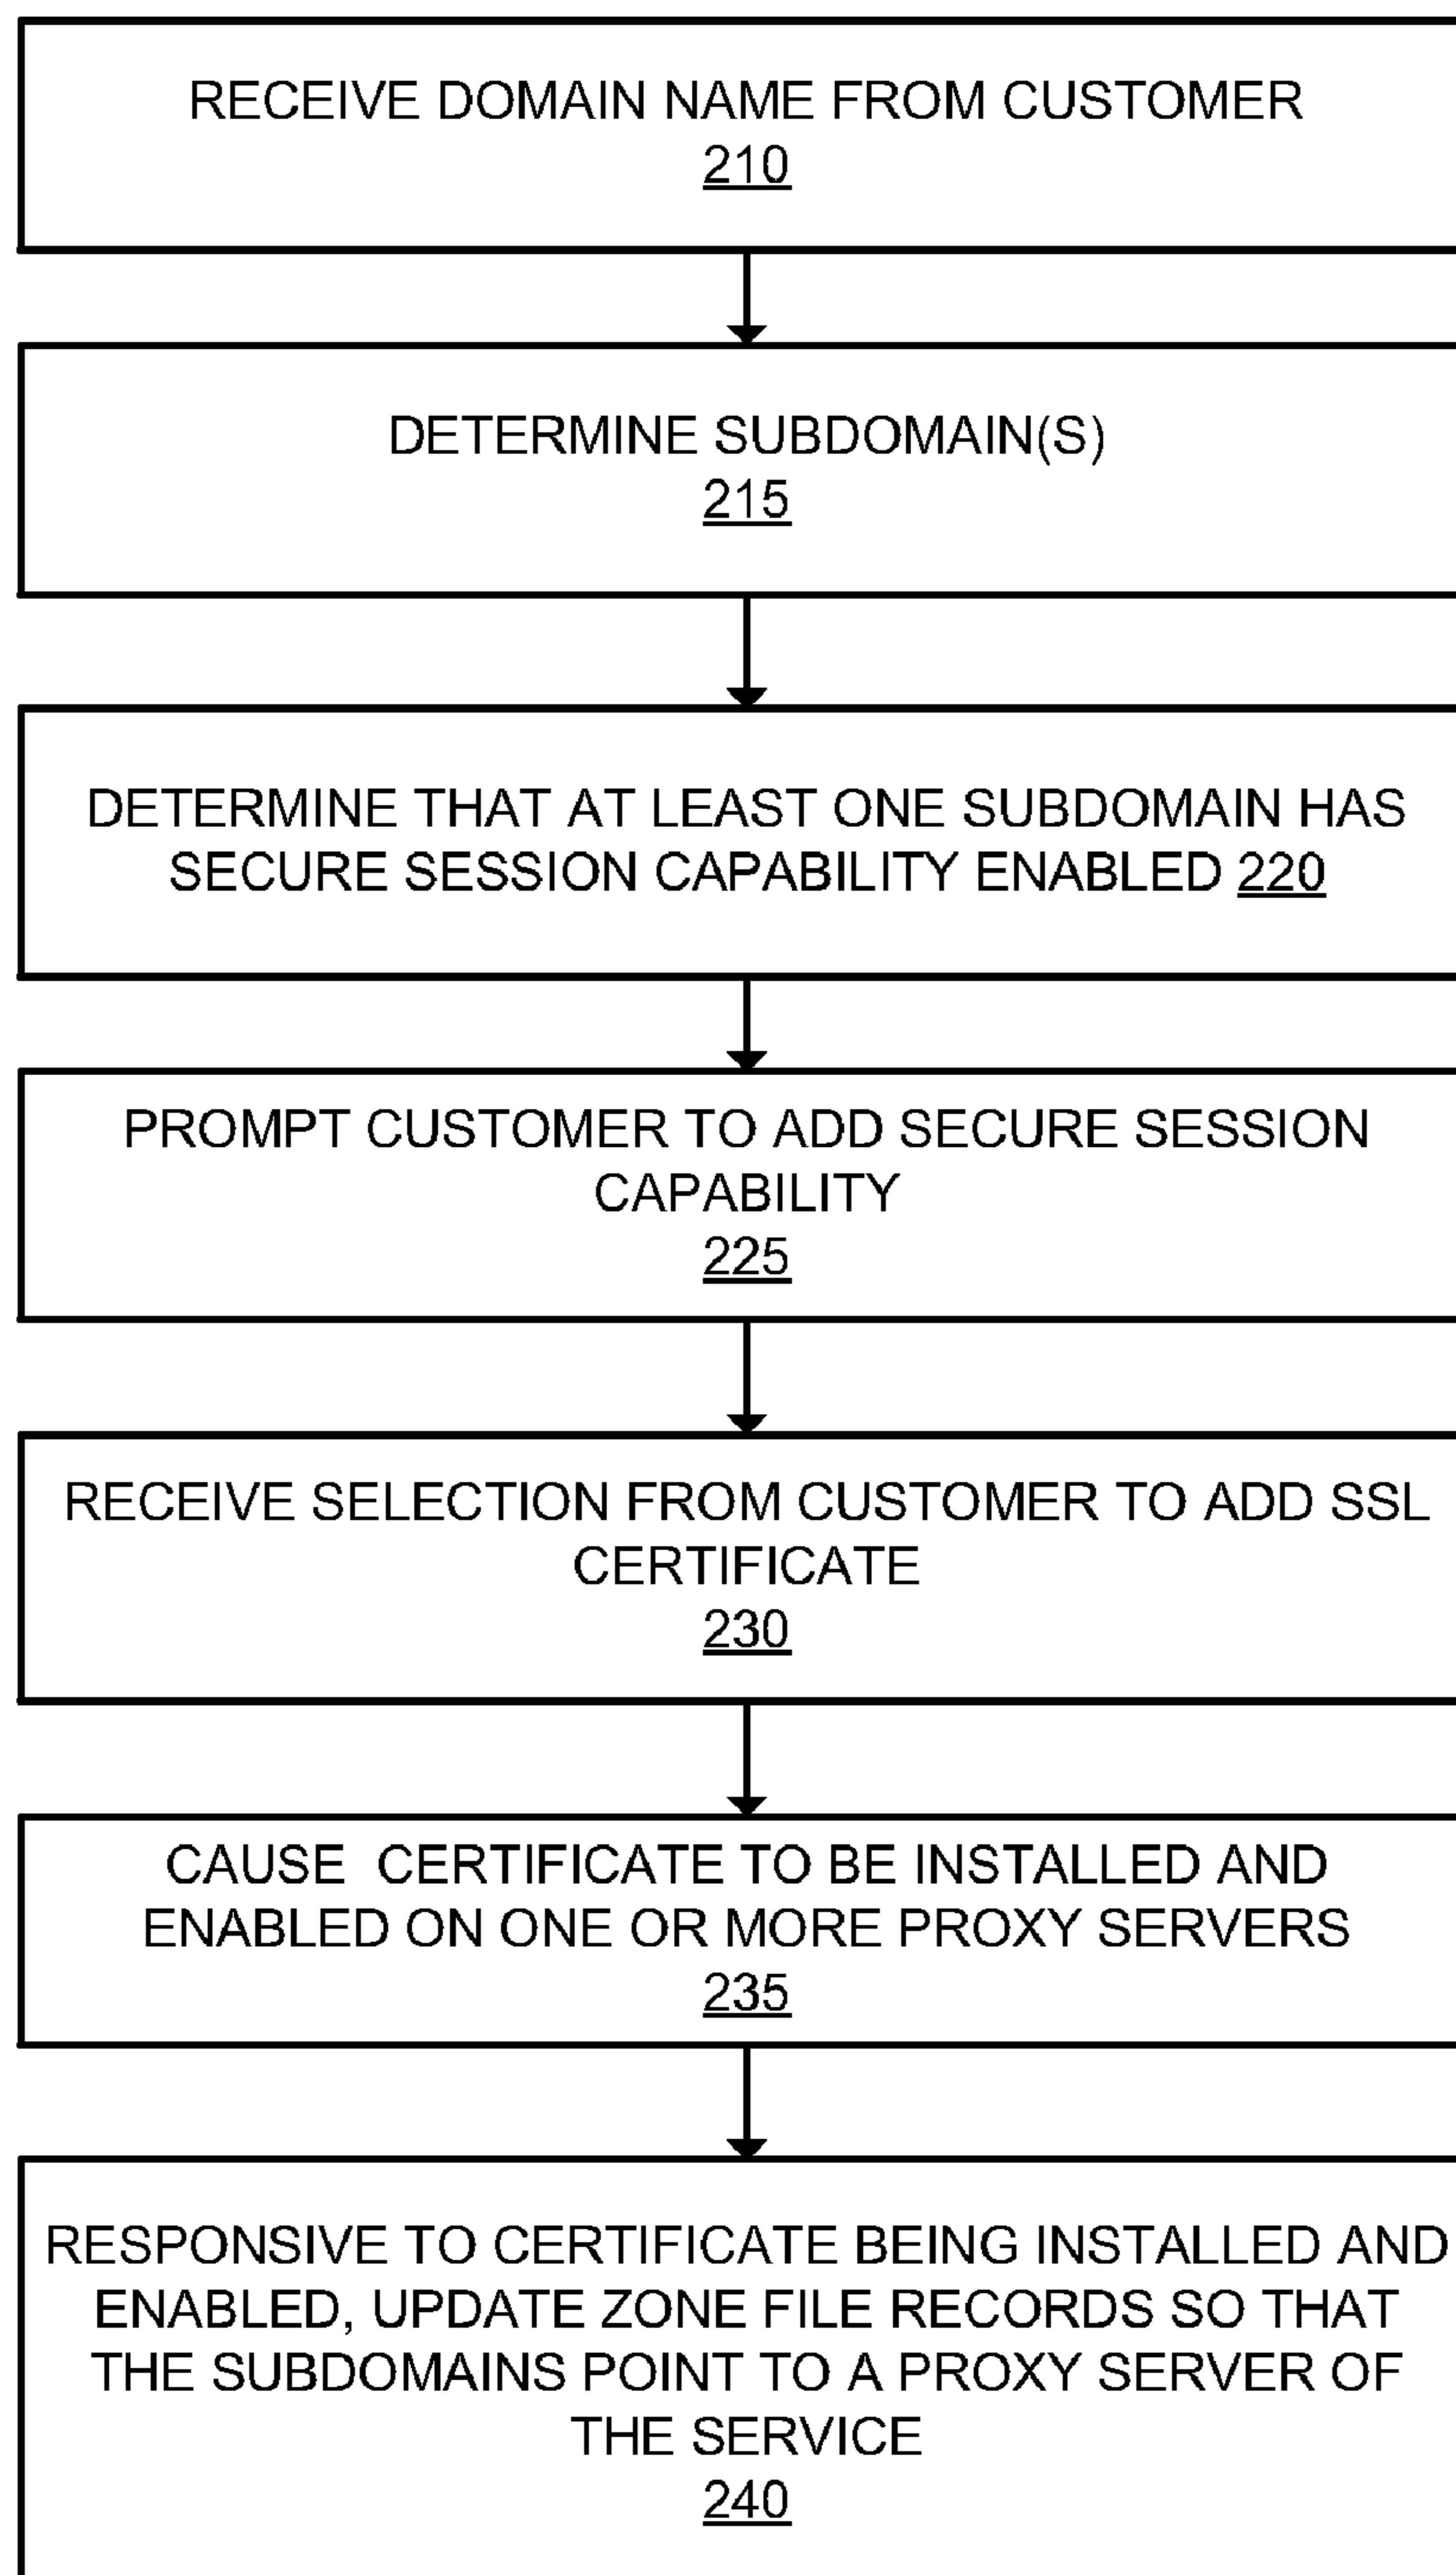 RECEIVE DOMAIN NAME FROM CUSTOMER
210
DETERMINE SUBDOMAIN(S)
215
DETERMINE THAT AT LEAST ONE SUBDOMAIN HAS
SECURE SESSION CAPABILITY ENABLED 220
PROMPT CUSTOMER TO ADD SECURE SESSION
CAPABILITY
225
RECEIVE SELECTION FROM CUSTOMER TO ADD SSL
CERTIFICATE
230
CAUSE CERTIFICATE TO BE INSTALLED AND
ENABLED ON ONE OR MORE PROXY SERVERS
235
RESPONSIVE TO CERTIFICATE BEING INSTALLED AND
ENABLED, UPDATE ZONE FILE RECORDS SO THAT
THE SUBDOMAINS POINT TO A PROXY SERVER OF
THE SERVICE
240